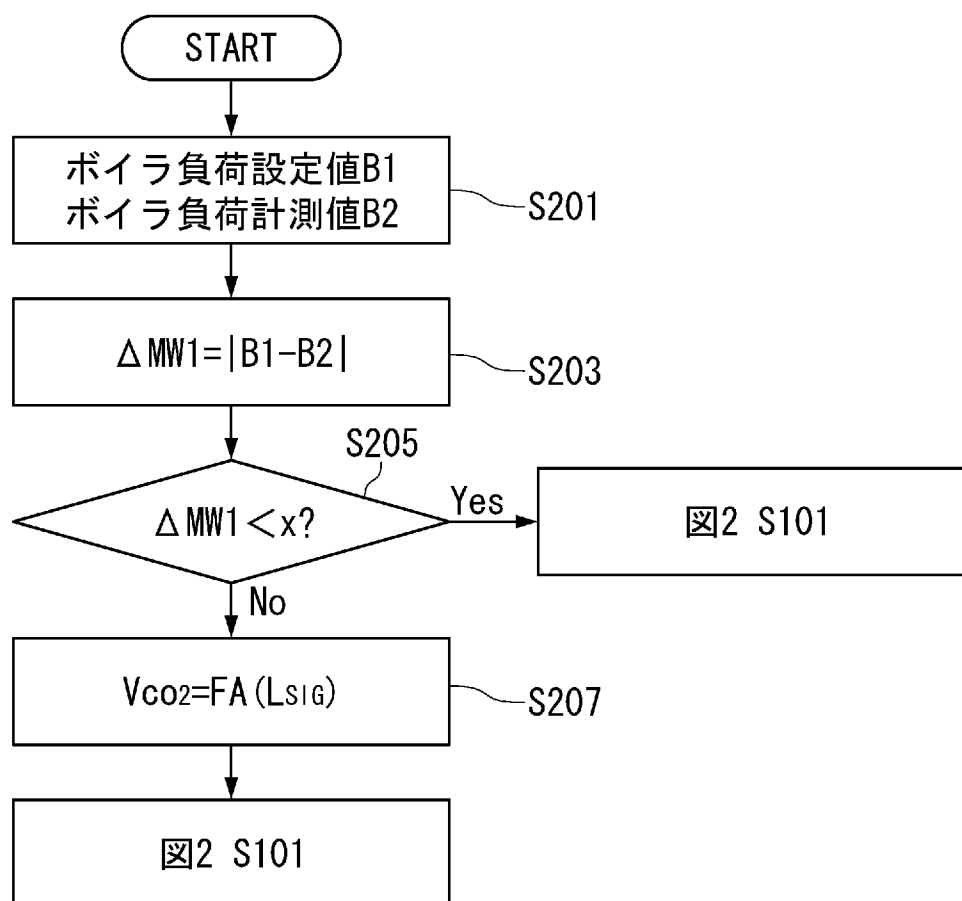 START
ボイラ負荷設定値B1
ボイラ負荷計測値B2
S201
ΔMW1=|B1-B2|
S203
S205
ΔMW1<x?
Yes
図2 S101
No
Vco2=FA(LSIG)
S207
図2 S101